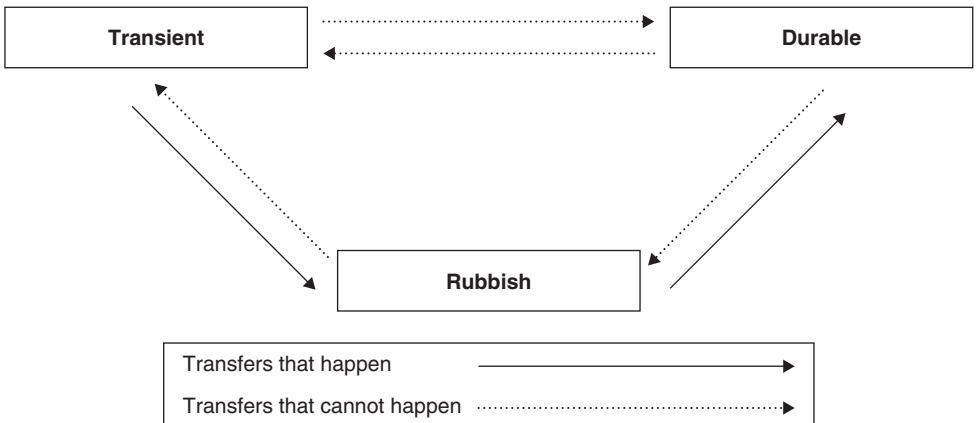 Transient
Durable
Rubbish
Transfers that happen
Transfers that cannot happen